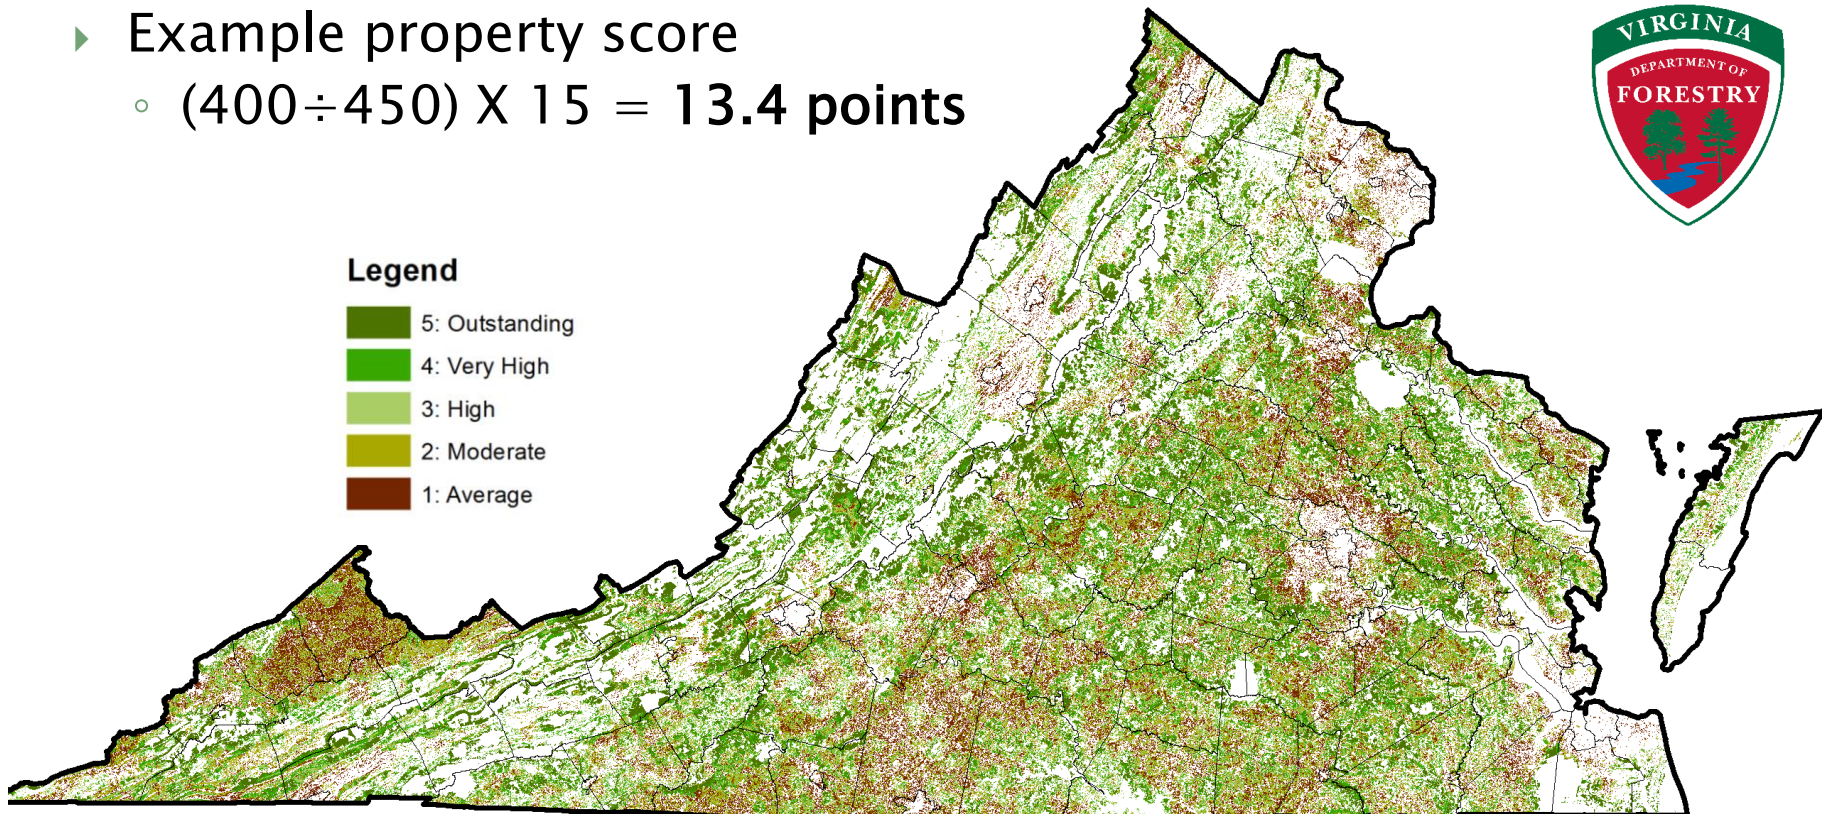 Example property score
(400÷450) X 15 = 13.4 points
VIRGINIA
DEPARTMENT OF
FORESTRY
Legend
5: Outstanding
4: Very High
3: High
2: Moderate
1: Average